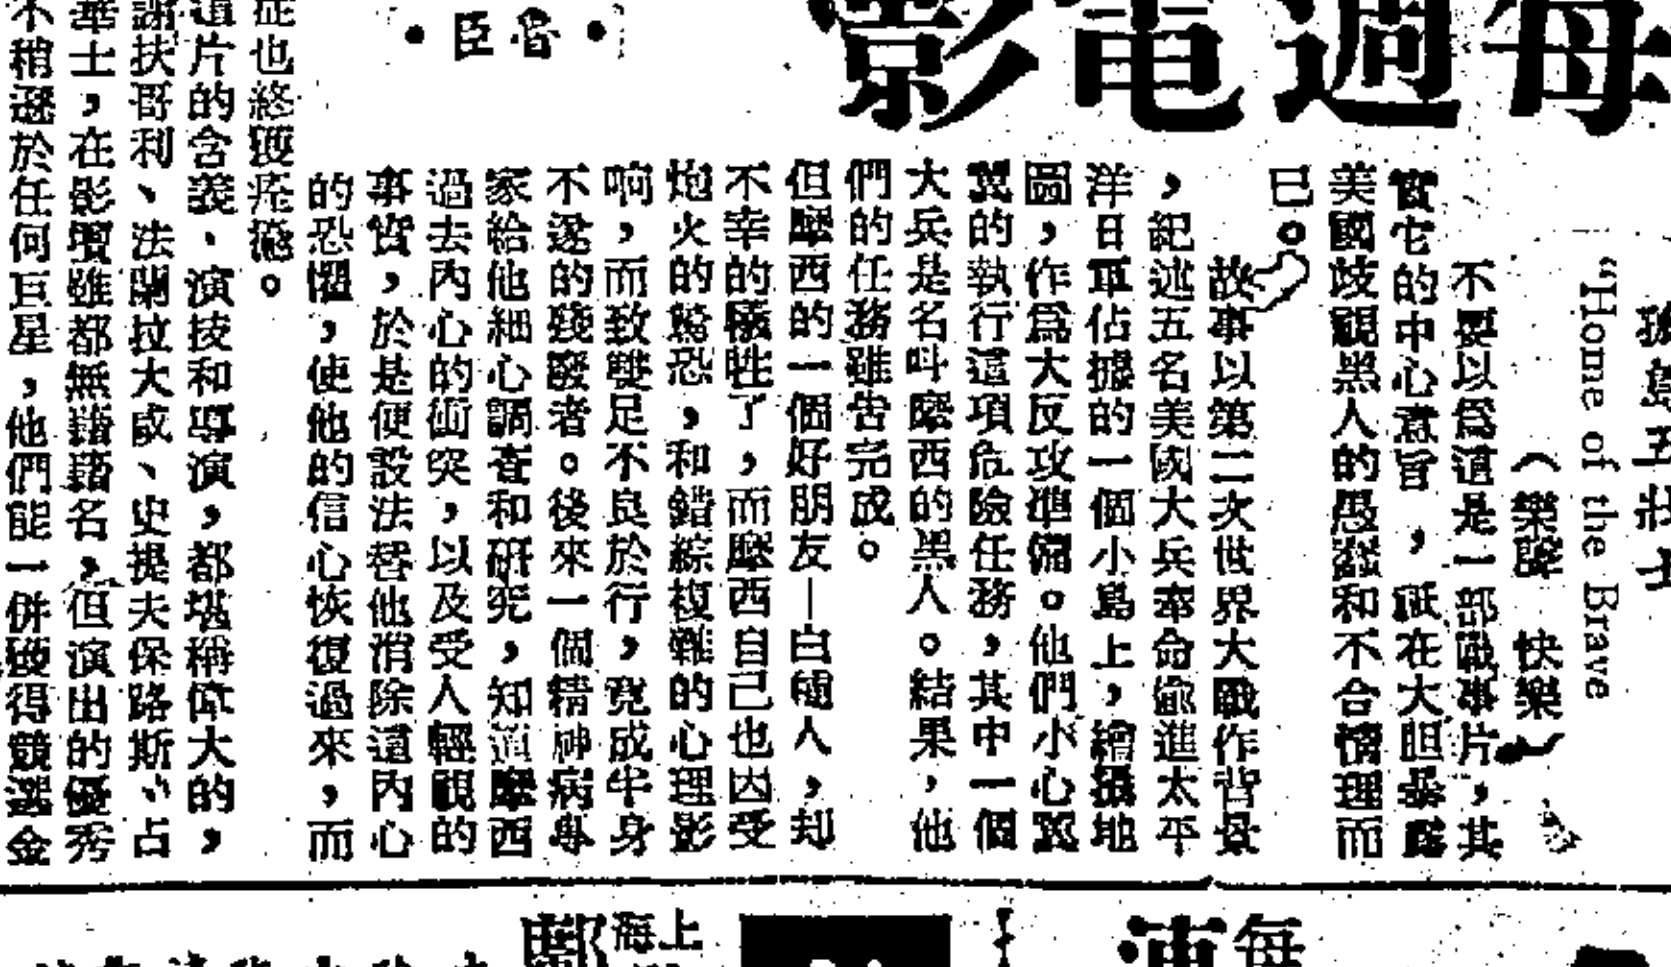 每週電影
•晉臣•
孤島五壯士
“Home of the Brave
（樂聲　快樂）
不要以爲這是一部戰事片，其
實它的中心意旨，祇在大胆暴露
美國歧視黑人的愚蠢和不合情理而
已。
故事以第二次世界大戰作背景
，紀述五名美國大兵奉命偸進太平
洋日軍佔據的一個小島上，繪攝地
圖，作爲大反攻準備。他們小心翼
翼的執行這項危險任務，其中一個
大兵是名叫摩西的黑人。結果，他
們的任務雖告完成。
但摩西的一個好朋友—白種人，却
不幸的犧牲了，而摩西自己也因受
炮火的驚恐，和錯綜複雜的心理影
响，而致雙足不良於行，竟成半身
不遂的殘廢者。後來一個精神病專
家給他細心調查和研究，知道摩西
過去內心的衝突，以及受人輕視的
事實，於是便設法替他消除這內心
的恐懼，使他的信心恢復過來，而
症也終獲痊癒。
這片的含義，演技和導演，都堪稱偉大的，
謝扶哥利、法蘭拉大威、史提夫保路斯、占
華士，在影壇雖都無藉藉名，但演出的優秀
不稍遜於任何巨星，他們能一併獲得競選金
每
上海